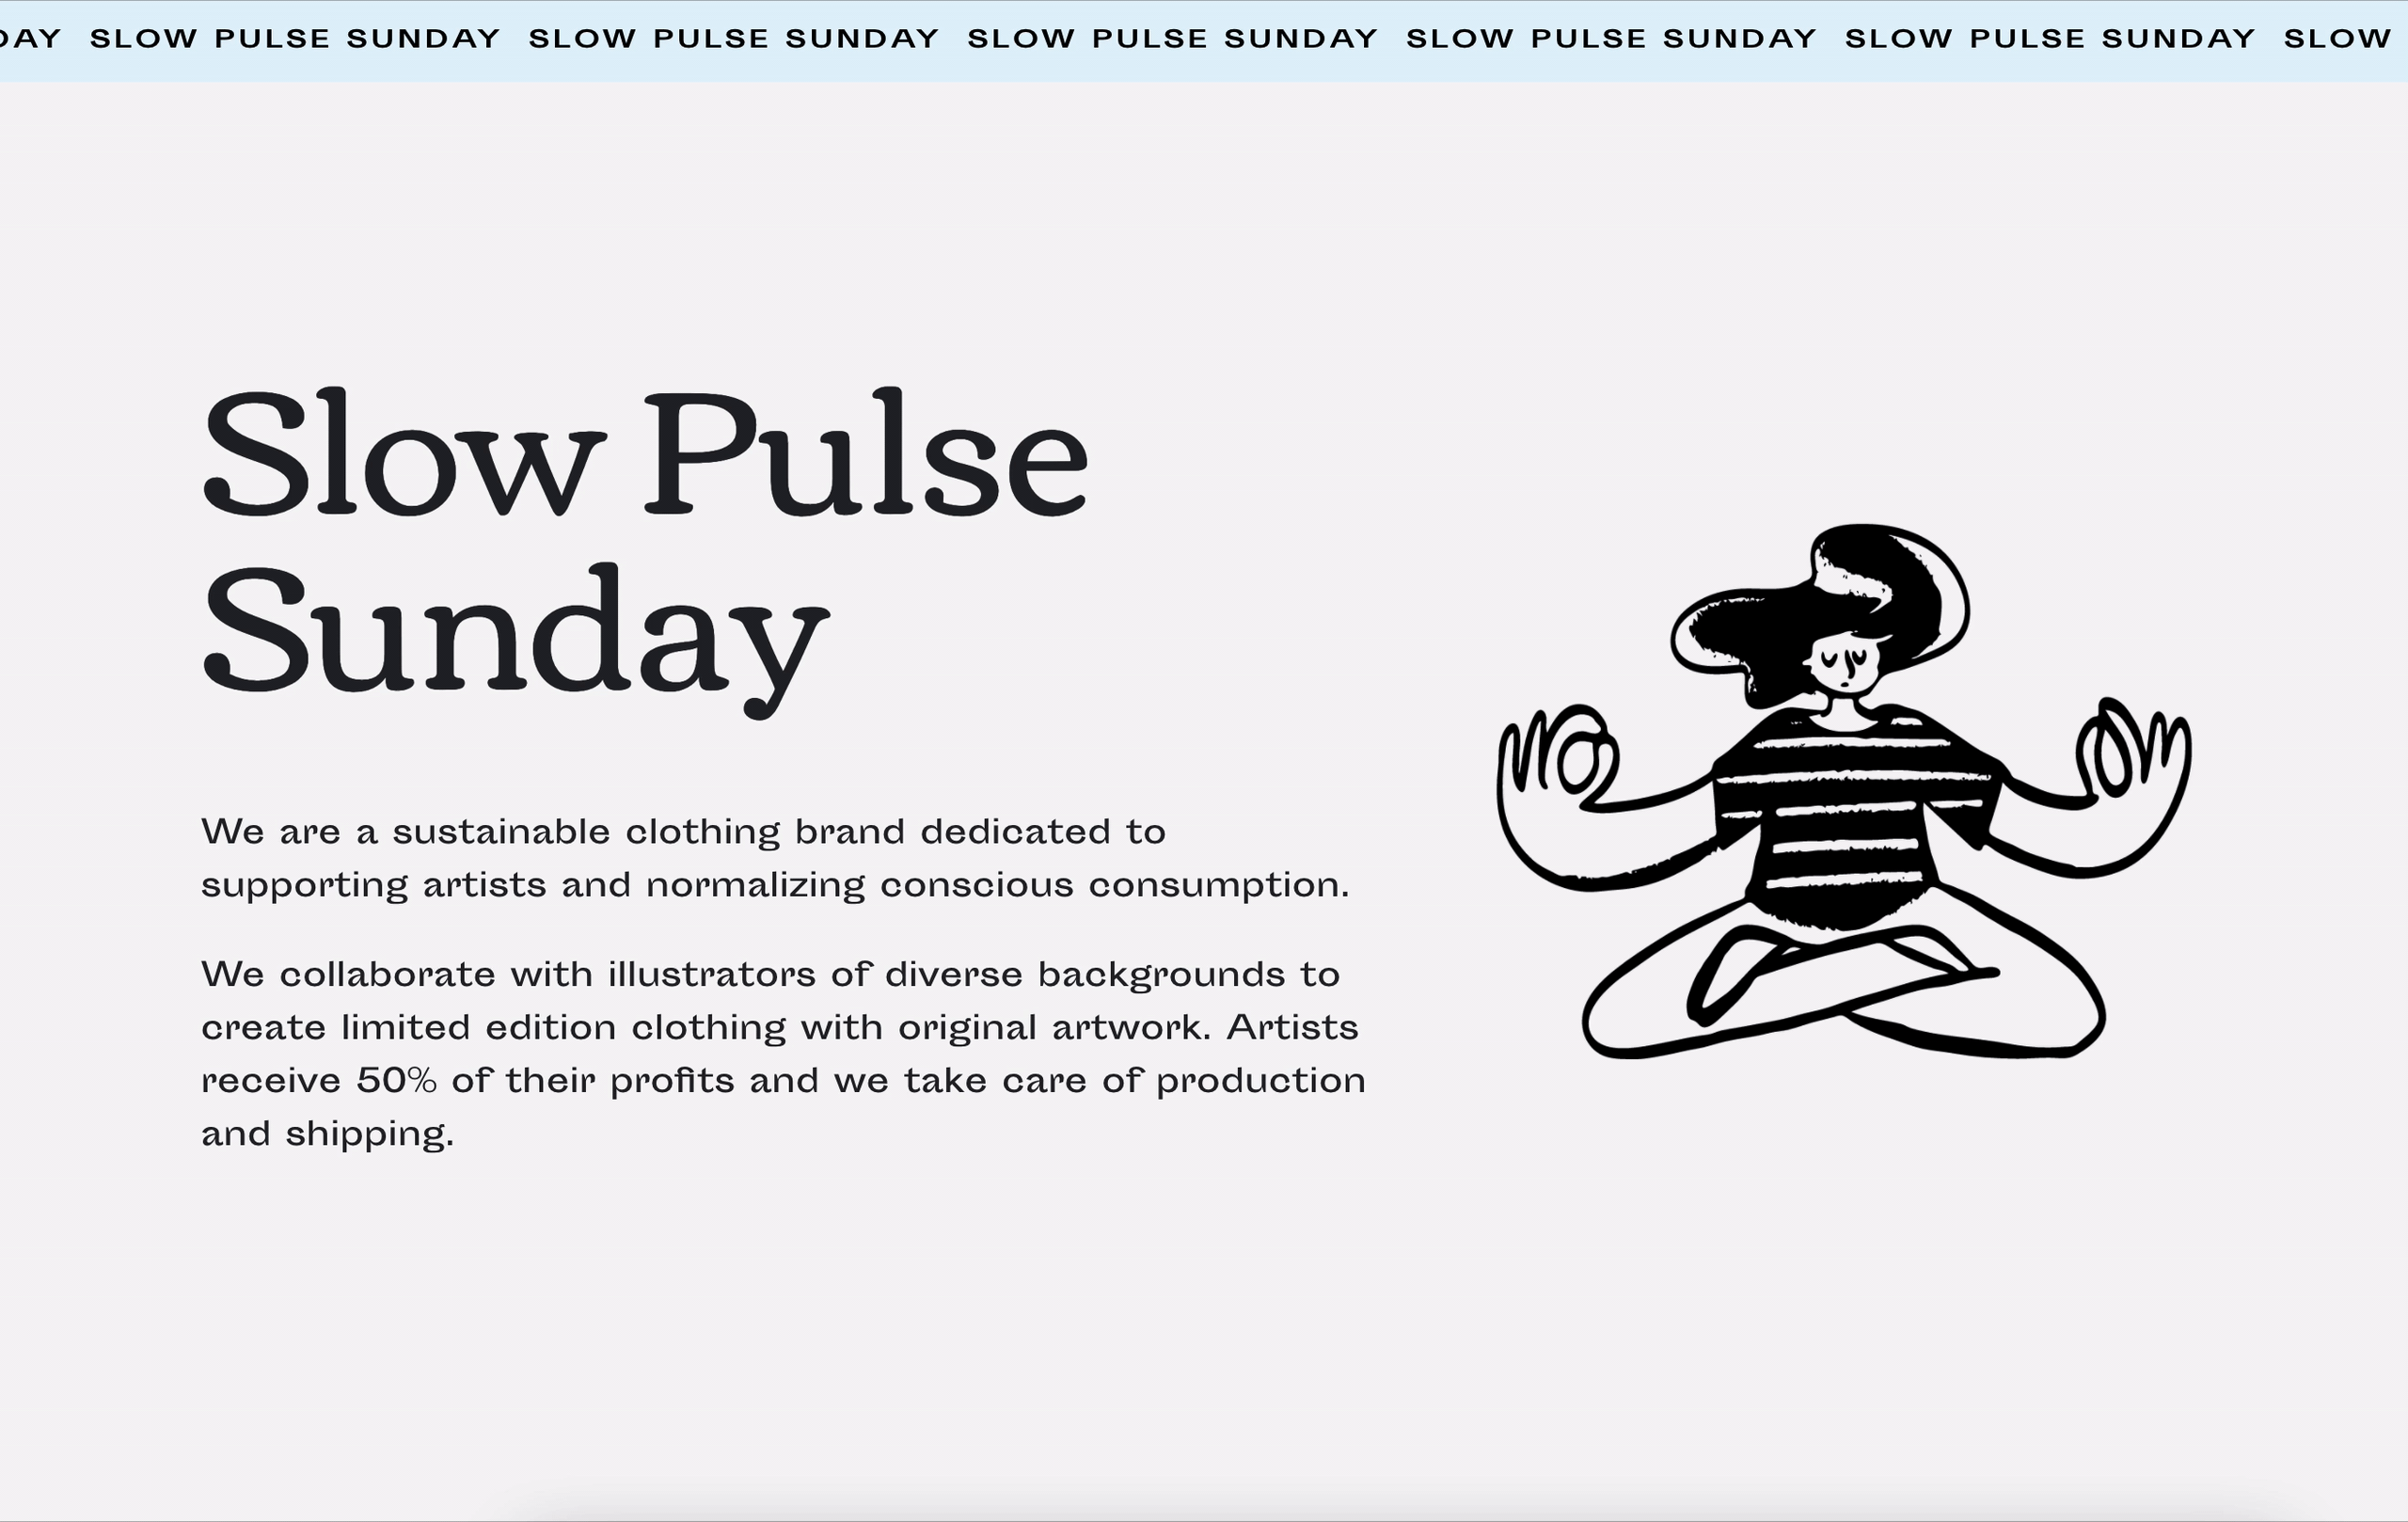 DAY SLOW PULSE SUNDAY SLOW PULSE SUNDAY SLOW PULSE SUNDAY SLOW PULSE SUNDAY SLOW PULSE SUNDAY SLOW
Slow Pulse
Sunday
We are a sustainable clothing brand dedicated to
supporting artists and normalizing conscious consumption.
We collaborate with illustrators of diverse backgrounds to
create limited edition clothing with original artwork. Artists
receive 50% of their profits and we take care of production
and shipping.